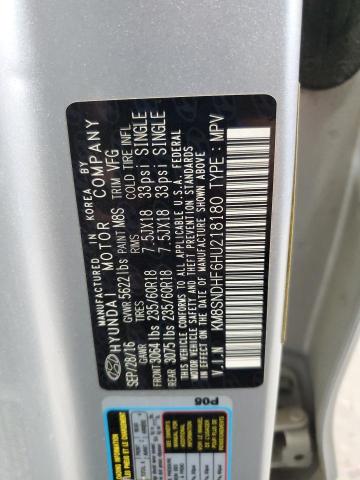 MANUFACTURED IN KOREA BY
HYUNDAI MOTOR COMPANY
SEP/28/16 GVWR 5622 lbs PAINT M8S TRIM VFG
GAWR TIRES RIMS COLD TIRE INFL
FRONT 3064 lbs 235/60R18 7.5JX18 33psi SINGLE
REAR 3075 lbs 235/60R18 7.5JX18 33psi SINGLE
THIS VEHICLE CONFORMS TO ALL APPLICABLE U.S.A. FEDERAL
MOTOR VEHICLE SAFETY AND THEFT PREVENTION STANDARDS
IN EFFECT ON THE DATE OF MANUFACTURE SHOWN ABOVE.
V.I.N. KM8SNDHF6HU218180 TYPE: MPV
P06